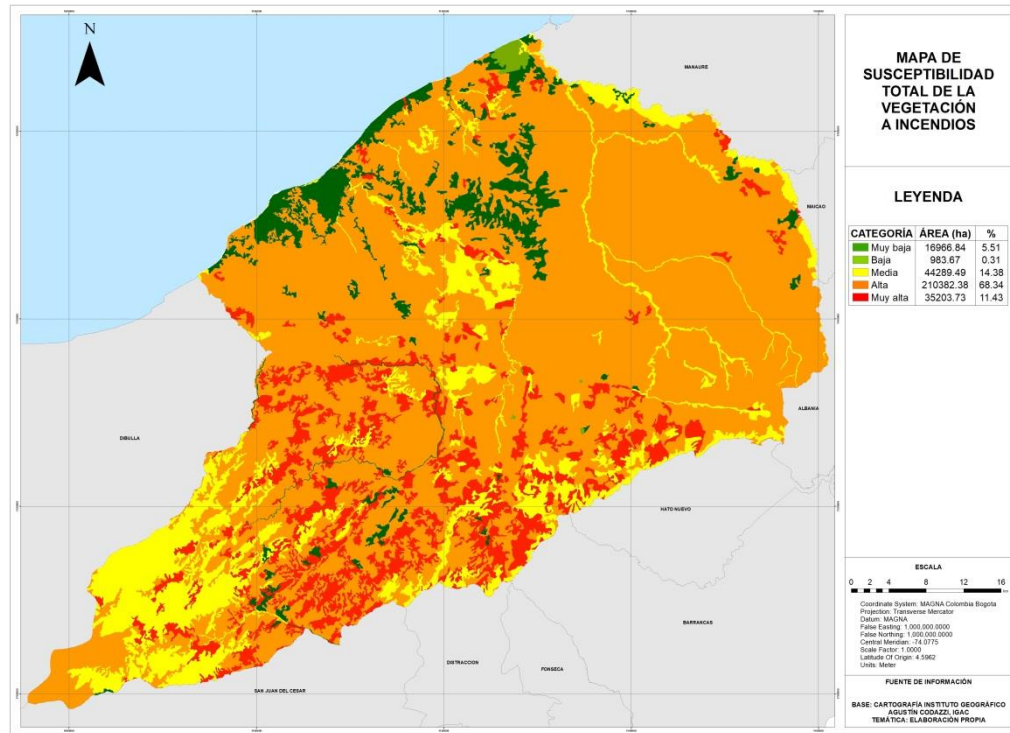 N
MANAURE
MAICAO
ALBANIA
DIBULLA
HATO NUEVO
BARRANCAS
DISTRACCION
FONSECA
SAN JUAN DEL CESAR
MAPA DE
SUSCEPTIBILIDAD
TOTAL DE LA
VEGETACIÓN
A INCENDIOS
LEYENDA
CATEGORÍA ÁREA (ha) %
Muy baja 16966.84 5.51
Baja 983.67 0.31
Media 44289.49 14.38
Alta 210382.38 68.34
Muy alta 35203.73 11.43
ESCALA
0 2 4 8 12 16
Coordinate System: MAGNA Colombia Bogota
Projection: Transverse Mercator
Datum: MAGNA
False Easting: 1,000,000.0000
False Northing: 1,000,000.0000
Central Meridian: -74.0775
Scale Factor: 1.0000
Latitude Of Origin: 4.5962
Units: Meter
FUENTE DE INFORMACIÓN
BASE: CARTOGRAFÍA INSTITUTO GEOGRÁFICO
AGUSTÍN CODAZZI, IGAC
TEMÁTICA: ELABORACIÓN PROPIA